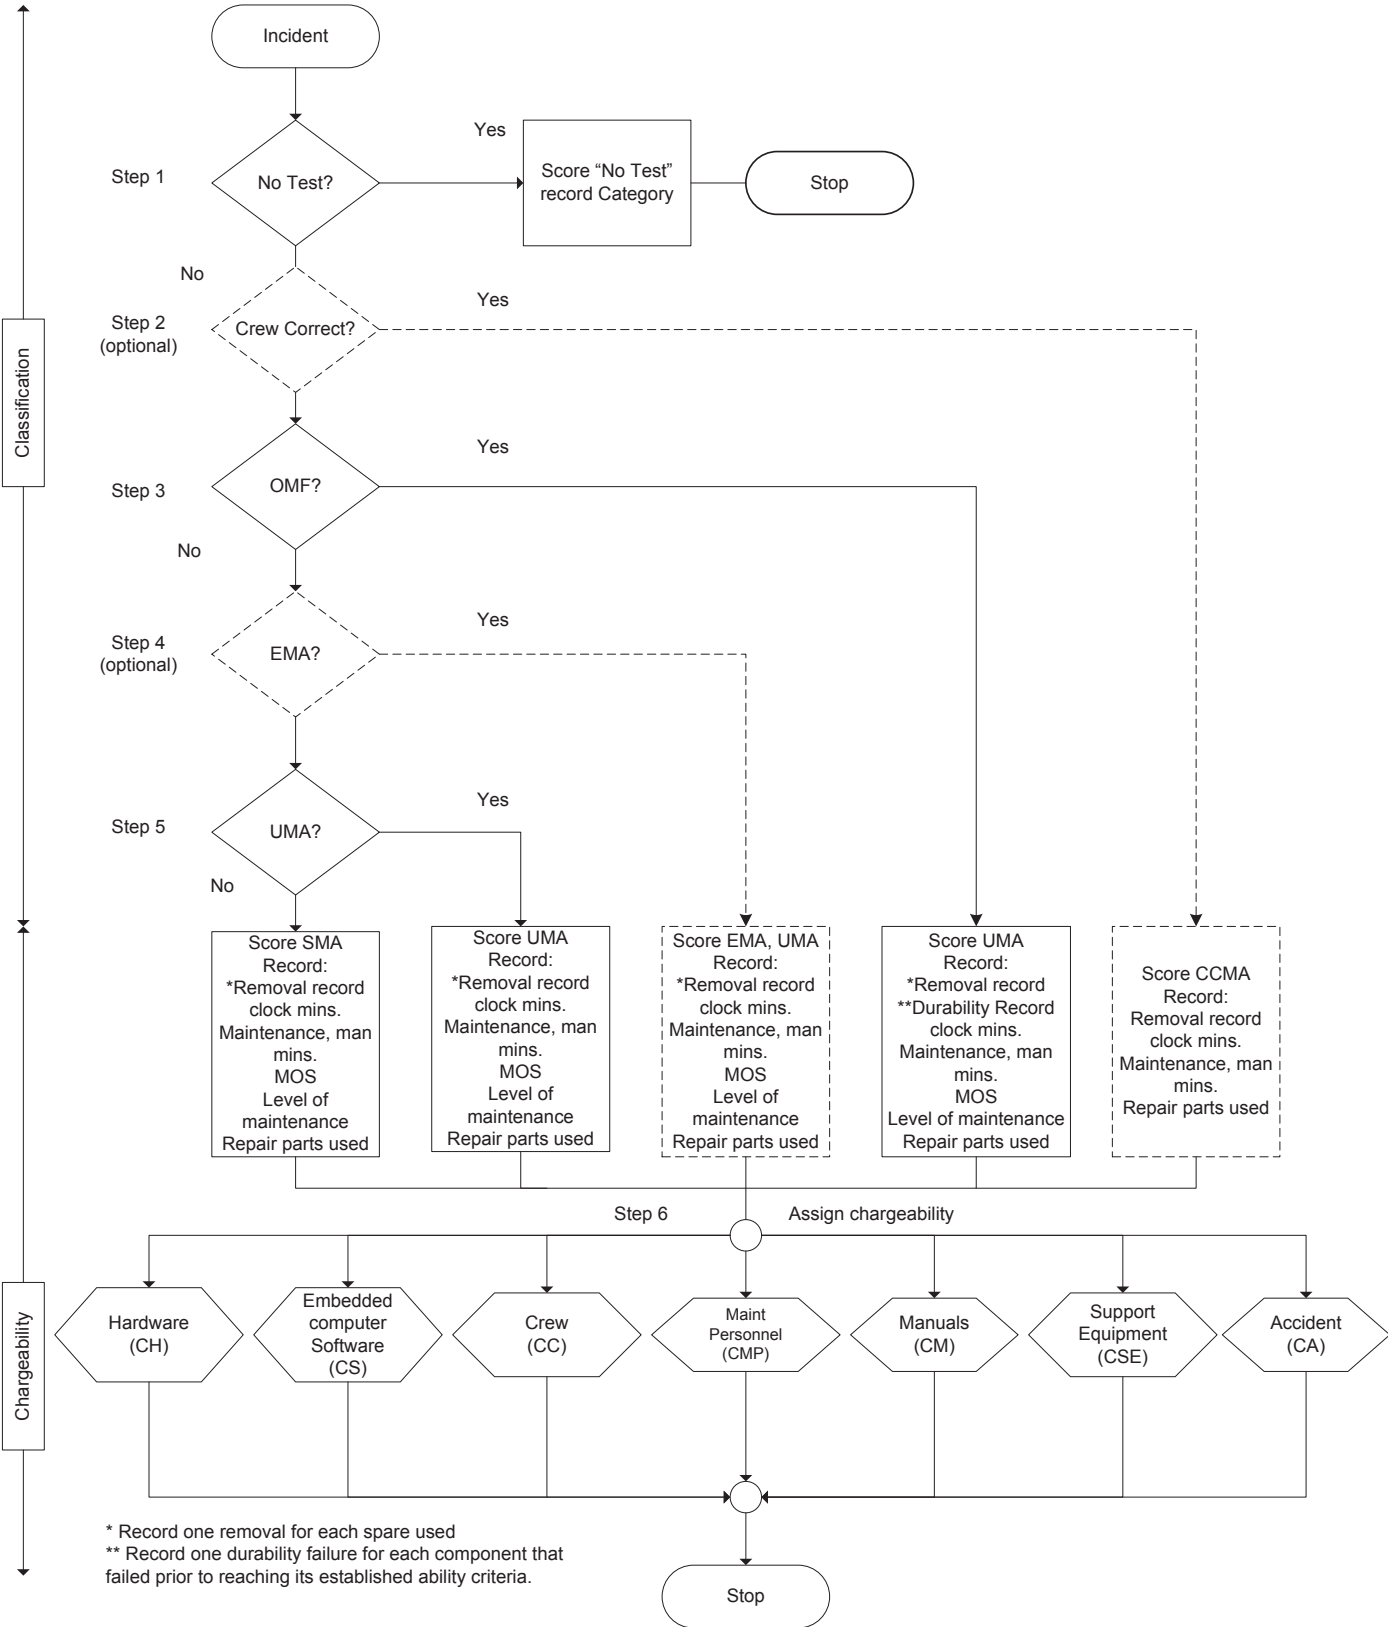 Incident
Yes
Step 1
No Test?
Score “No Test”
record Category
Stop
No
Yes
Step 2
(optional)
Crew Correct?
Classification
Yes
Step 3
OMF?
No
Yes
Step 4
(optional)
EMA?
Yes
Step 5
UMA?
No
Score SMA
Record:
*Removal record
clock mins.
Maintenance, man
mins.
MOS
Level of
maintenance
Repair parts used
Score UMA
Record:
*Removal record
clock mins.
Maintenance, man
mins.
MOS
Level of
maintenance
Repair parts used
Score EMA, UMA
Record:
*Removal record
clock mins.
Maintenance, man
mins.
MOS
Level of
maintenance
Repair parts used
Score UMA
Record:
*Removal record
**Durability Record
clock mins.
Maintenance, man
mins.
MOS
Level of maintenance
Repair parts used
Score CCMA
Record:
Removal record
clock mins.
Maintenance, man
mins.
Repair parts used
Step 6
Assign chargeability
Chargeability
Hardware
(CH)
Embedded
computer
Software
(CS)
Crew
(CC)
Maint
Personnel
(CMP)
Manuals
(CM)
Support
Equipment
(CSE)
Accident
(CA)
* Record one removal for each spare used
** Record one durability failure for each component that
failed prior to reaching its established ability criteria.
Stop